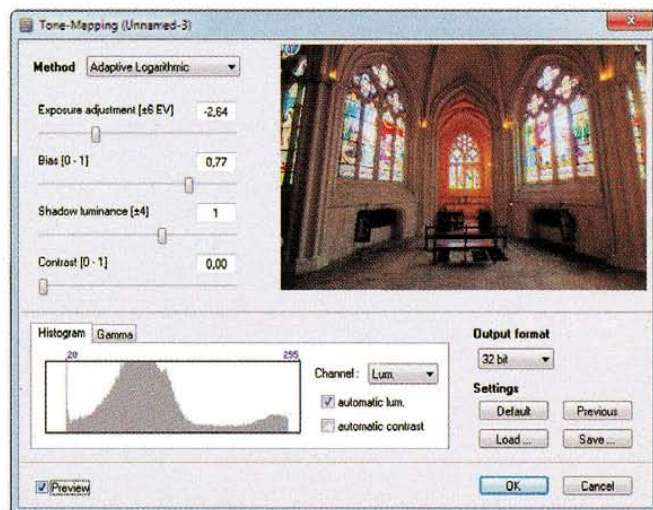 Tone-Mapping (Unnamed-3)
Method Adaptive Logarithmic
Exposure adjustment [±6 EV] -2,64
Bias [0 - 1] 0,77
Shadow luminance [±4] 1
Contrast [0 - 1] 0,00
Histogram Gamma
20 255
Channel: Lum.
automatic lum.
automatic contrast
Output format
32 bit
Settings
Default Previous
Load ... Save ...
Preview
OK Cancel